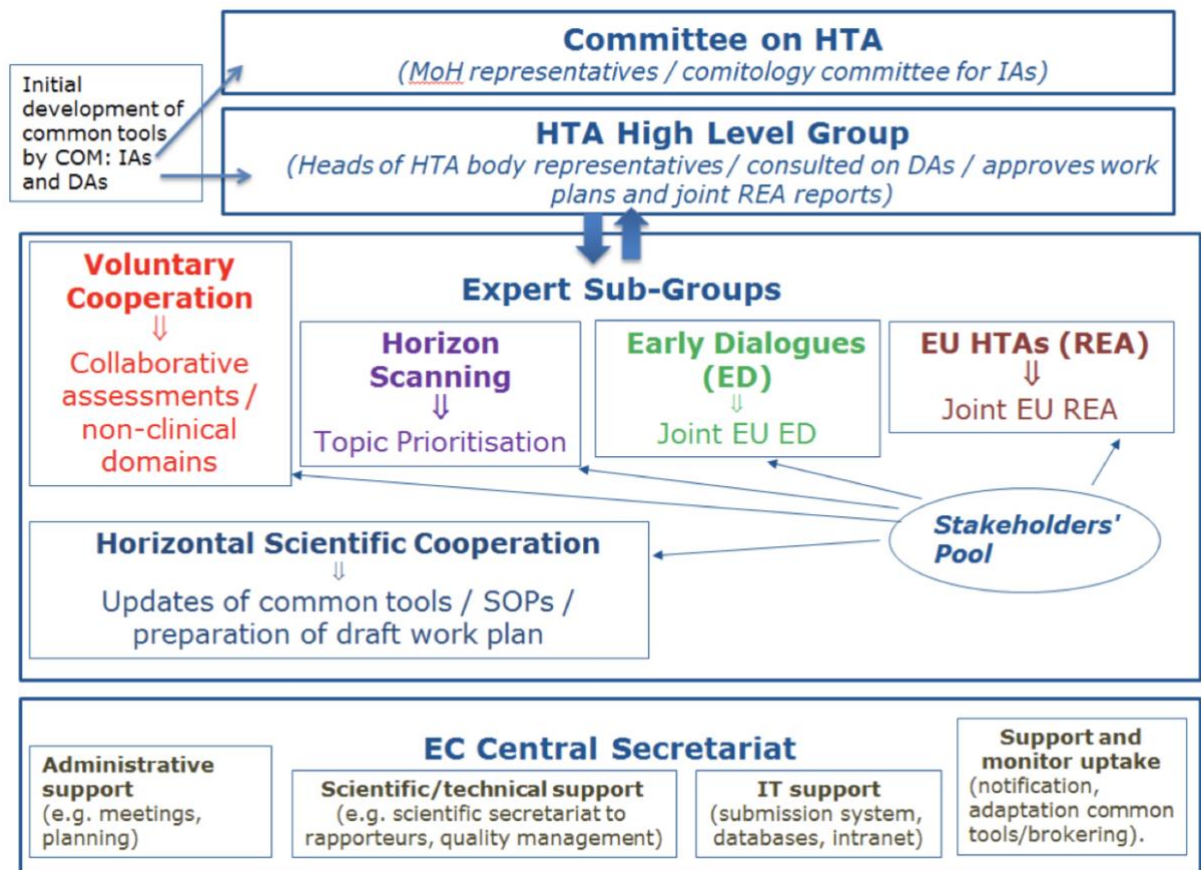 Committee on HTA
(MoH representatives / comitology committee for IAs)
Initial
development of
common tools
by COM: IAs
and DAs
HTA High Level Group
(Heads of HTA body representatives / consulted on DAs / approves work
plans and joint REA reports)
Expert Sub-Groups
Voluntary
Cooperation
⇓
Collaborative
assessments /
non-clinical
domains
Horizon
Scanning
⇓
Topic Prioritisation
Early Dialogues
(ED)
⇓
Joint EU ED
EU HTAs (REA)
⇓
Joint EU REA
Stakeholders'
Pool
Horizontal Scientific Cooperation
⇓
Updates of common tools / SOPs /
preparation of draft work plan
EC Central Secretariat
Administrative
support
(e.g. meetings,
planning)
Scientific/technical support
(e.g. scientific secretariat to
rapporteurs, quality management)
IT support
(submission system,
databases, intranet)
Support and
monitor uptake
(notification,
adaptation common
tools/brokering).